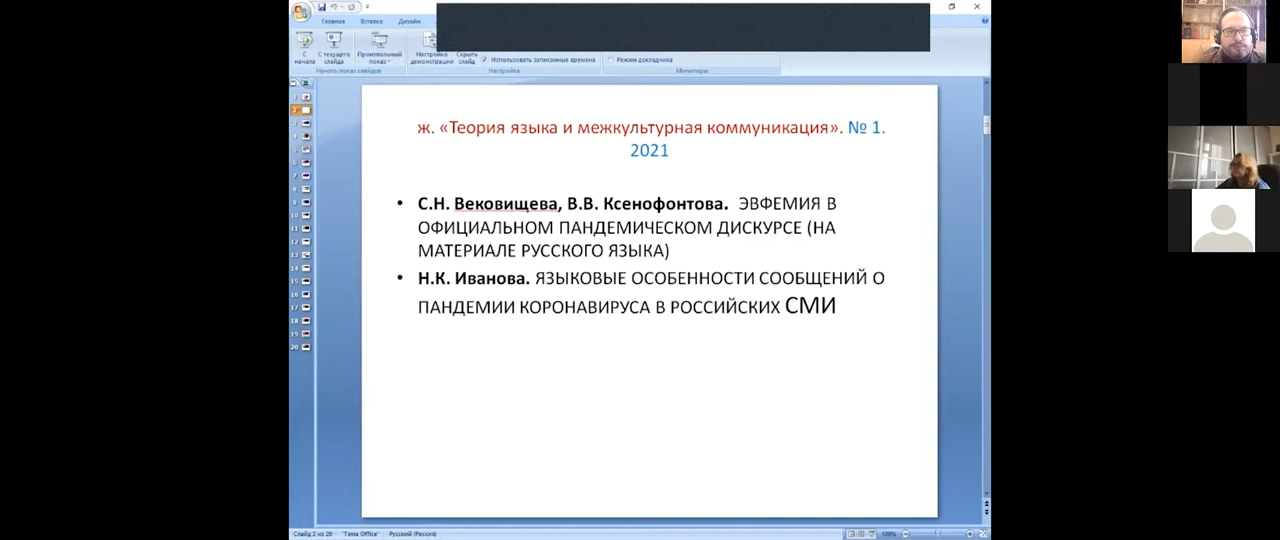 Главная Вставка Дизайн
С начала
С текущего слайда
Произвольный показ
Настройка демонстрации
Скрыть слайд
Использовать записанные времена
Режим докладчика
Начать показ слайдов
Настройка
Мониторы
ж. «Теория языка и межкультурная коммуникация». № 1.
2021
• С.Н. Вековищева, В.В. Ксенофонтова. ЭВФЕМИЯ В
ОФИЦИАЛЬНОМ ПАНДЕМИЧЕСКОМ ДИСКУРСЕ (НА
МАТЕРИАЛЕ РУССКОГО ЯЗЫКА)
• Н.К. Иванова. ЯЗЫКОВЫЕ ОСОБЕННОСТИ СООБЩЕНИЙ О
ПАНДЕМИИ КОРОНАВИРУСА В РОССИЙСКИХ СМИ
Слайд 2 из 20 "Тема Office" Русский (Россия)